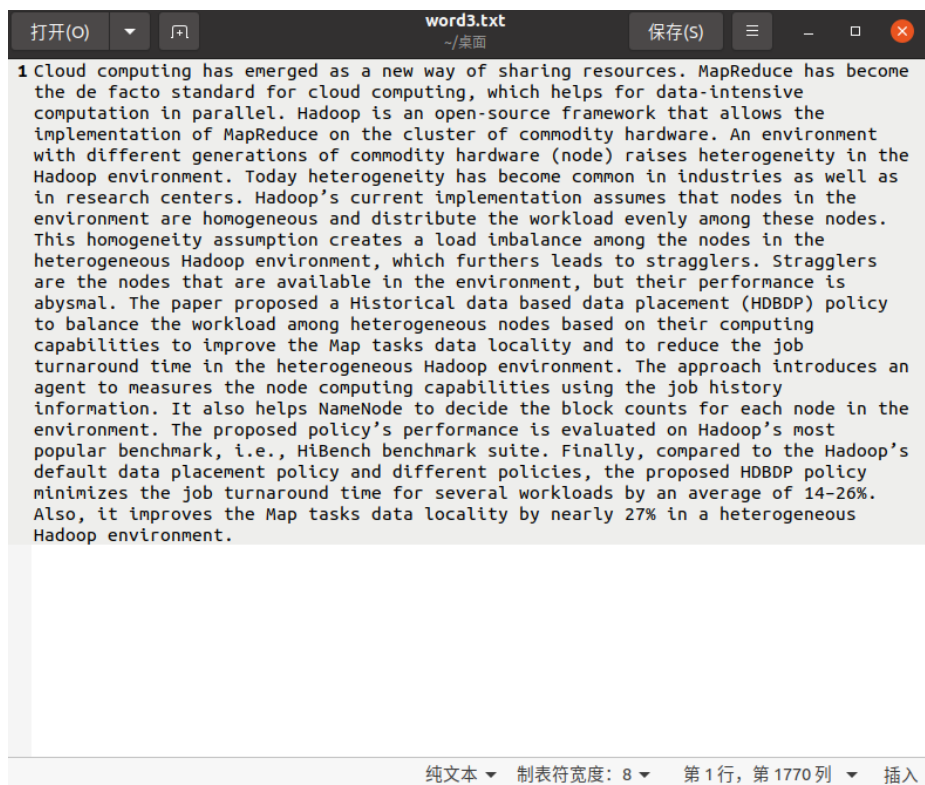 打开(O)
word3.txt
~/桌面
保存(S)
1 Cloud computing has emerged as a new way of sharing resources. MapReduce has become
the de facto standard for cloud computing, which helps for data-intensive
computation in parallel. Hadoop is an open-source framework that allows the
implementation of MapReduce on the cluster of commodity hardware. An environment
with different generations of commodity hardware (node) raises heterogeneity in the
Hadoop environment. Today heterogeneity has become common in industries as well as
in research centers. Hadoop’s current implementation assumes that nodes in the
environment are homogeneous and distribute the workload evenly among these nodes.
This homogeneity assumption creates a load imbalance among the nodes in the
heterogeneous Hadoop environment, which furthers leads to stragglers. Stragglers
are the nodes that are available in the environment, but their performance is
abysmal. The paper proposed a Historical data based data placement (HDBDP) policy
to balance the workload among heterogeneous nodes based on their computing
capabilities to improve the Map tasks data locality and to reduce the job
turnaround time in the heterogeneous Hadoop environment. The approach introduces an
agent to measures the node computing capabilities using the job history
information. It also helps NameNode to decide the block counts for each node in the
environment. The proposed policy’s performance is evaluated on Hadoop’s most
popular benchmark, i.e., HiBench benchmark suite. Finally, compared to the Hadoop’s
default data placement policy and different policies, the proposed HDBDP policy
minimizes the job turnaround time for several workloads by an average of 14–26%.
Also, it improves the Map tasks data locality by nearly 27% in a heterogeneous
Hadoop environment.
纯文本 制表符宽度：8 第 1 行，第 1770 列 插入